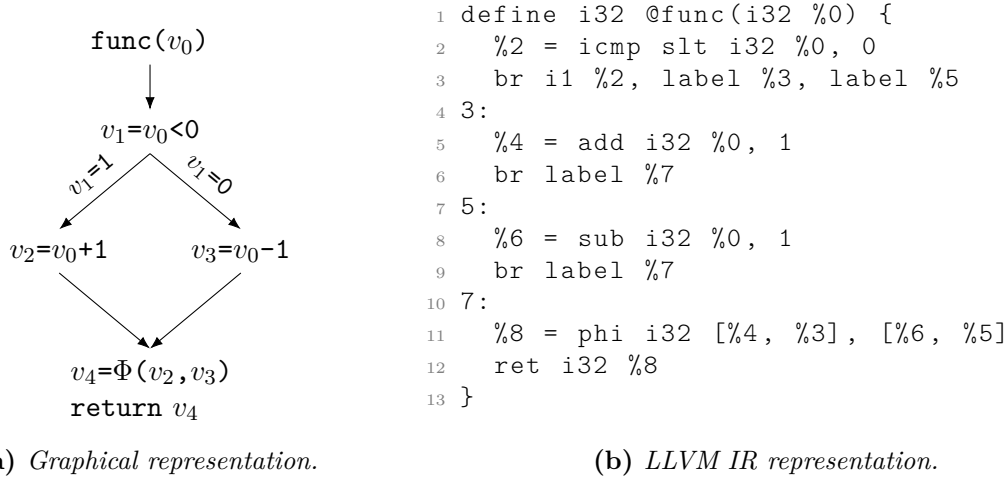 func(v₀)
v₁=v₀<0
v₁=1
v₁=0
v₂=v₀+1
v₃=v₀-1
v₄=Φ(v₂,v₃)
return v₄
1 define i32 @func(i32 %0) {
2   %2 = icmp slt i32 %0, 0
3   br i1 %2, label %3, label %5
4 3:
5   %4 = add i32 %0, 1
6   br label %7
7 5:
8   %6 = sub i32 %0, 1
9   br label %7
10 7:
11   %8 = phi i32 [%4, %3], [%6, %5]
12   ret i32 %8
13 }
) Graphical representation.
(b) LLVM IR representation.